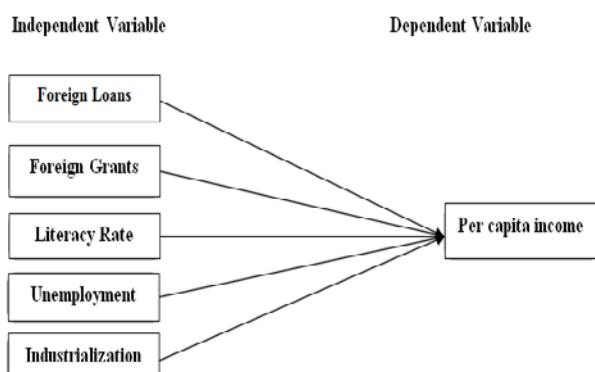 Independent Variable
Dependent Variable
Foreign Loans
Foreign Grants
Literacy Rate
Unemployment
Industrialization
Per capita income